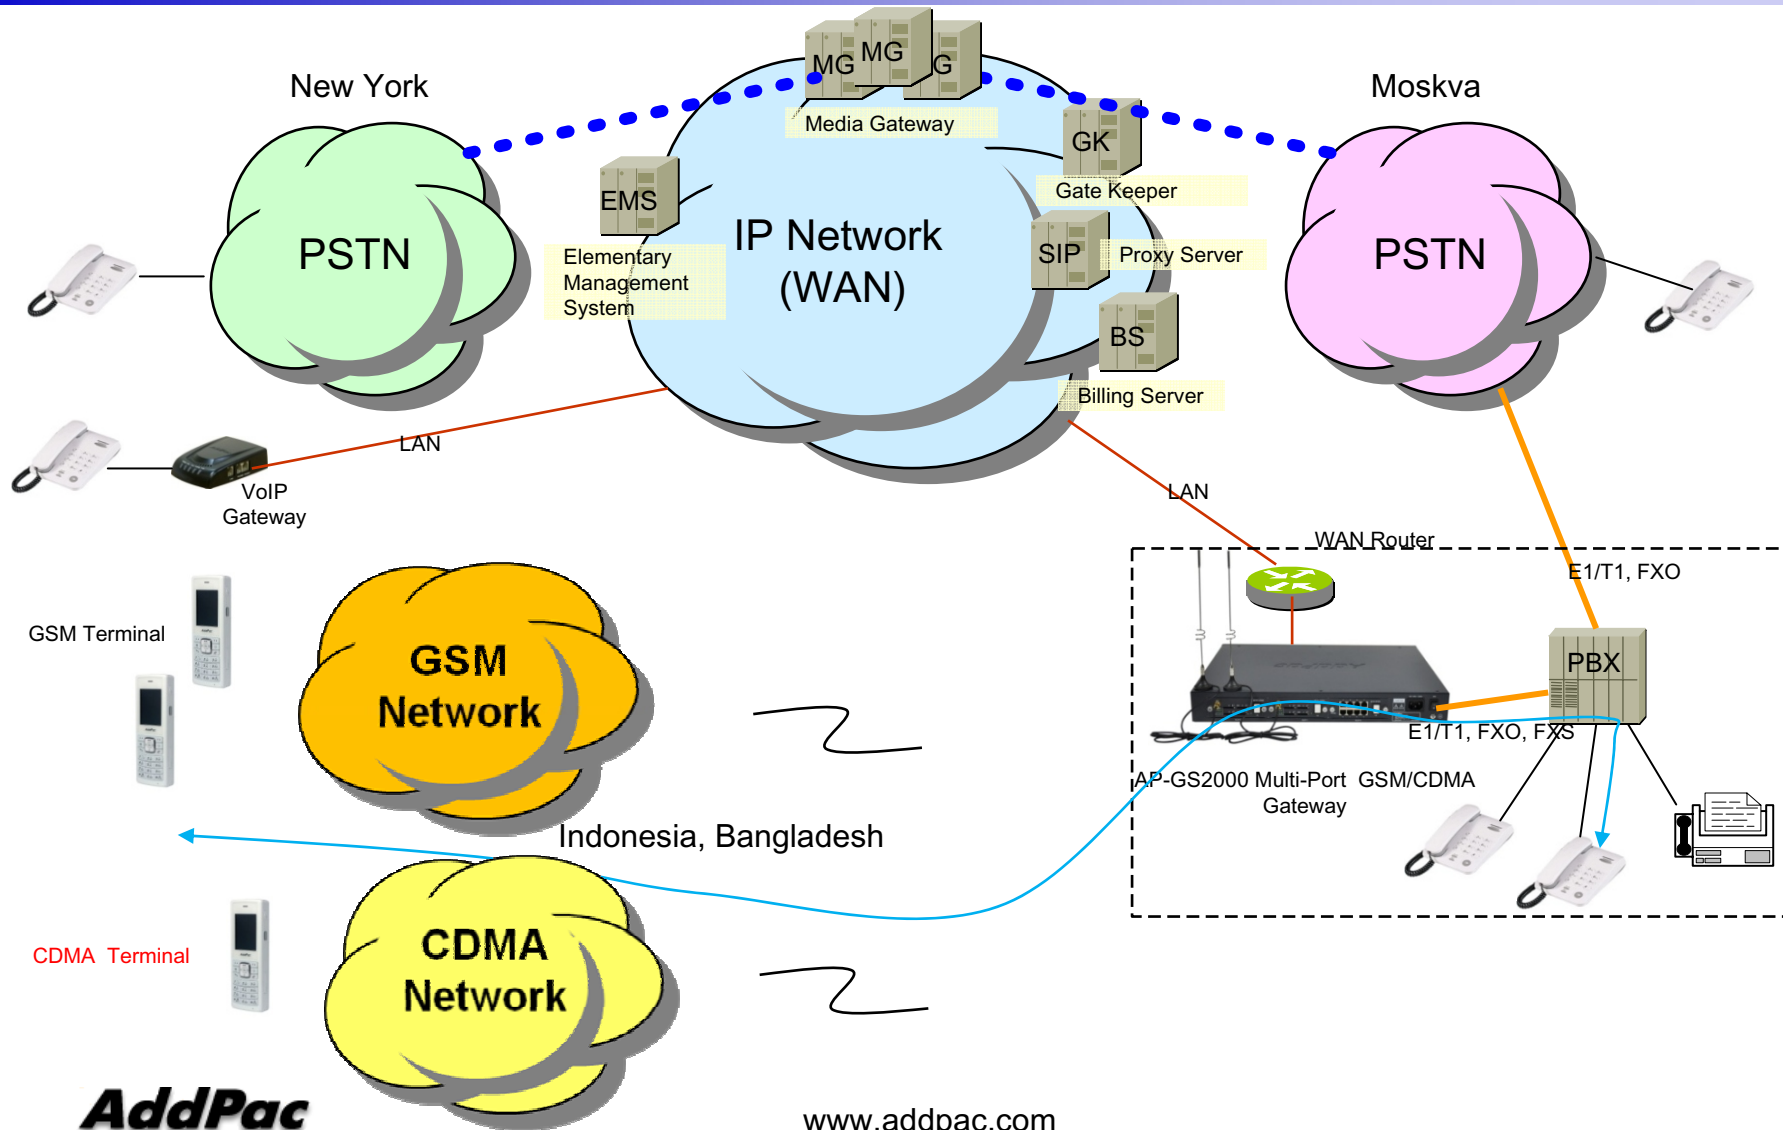 New York
MG
MG
G
Media Gateway
Moskva
GK
Gate Keeper
EMS
Elementary
Management
System
PSTN
IP Network
(WAN)
SIP
Proxy Server
PSTN
BS
Billing Server
LAN
VoIP
Gateway
LAN
WAN Router
E1/T1, FXO
GSM Terminal
GSM
Network
PBX
E1/T1, FXO, FXS
AP-GS2000 Multi-Port GSM/CDMA
Gateway
Indonesia, Bangladesh
CDMA Terminal
CDMA
Network
AddPac
www.addpac.com